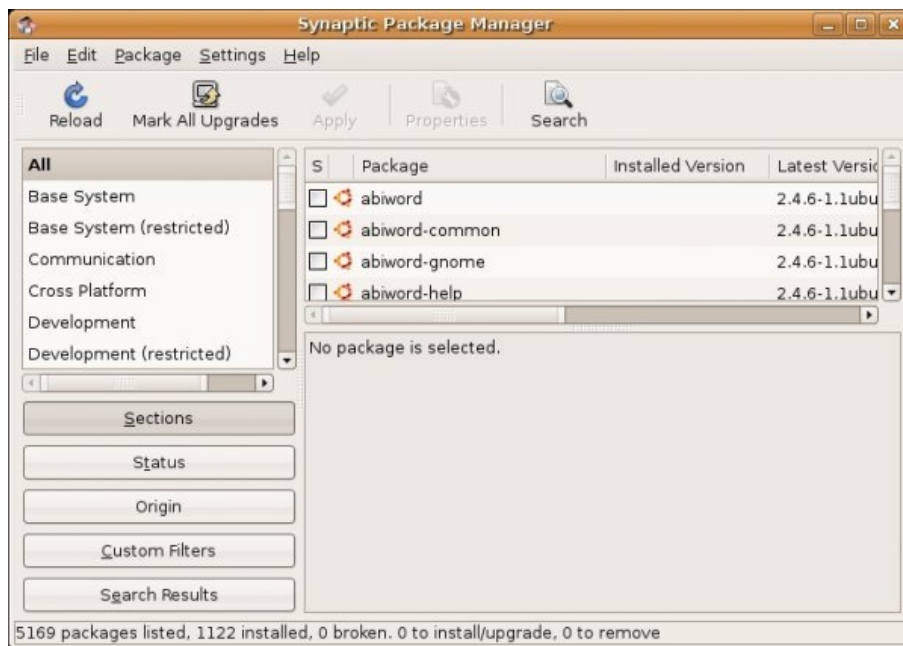 Synaptic Package Manager
File Edit Package Settings Help
Reload Mark All Upgrades Apply Properties Search
All
Base System
Base System (restricted)
Communication
Cross Platform
Development
Development (restricted)
Sections
Status
Origin
Custom Filters
Search Results
S Package Installed Version Latest Versio
abiword 2.4.6-1.1ubu
abiword-common 2.4.6-1.1ubu
abiword-gnome 2.4.6-1.1ubu
abiword-help 2.4.6-1.1ubu
No package is selected.
5169 packages listed, 1122 installed, 0 broken. 0 to install/upgrade, 0 to remove